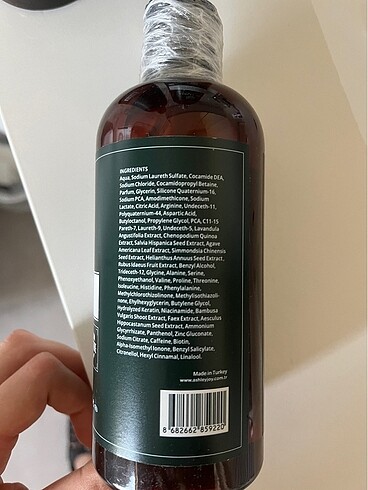 INGREDIENTS
Aqua, Sodium Laureth Sulfate, Cocamide DEA,
Sodium Chloride, Cocamidopropyl Betaine,
Parfum, Glycerin, Silicone Quaternium-16,
Sodium PCA, Amodimethicone, Sodium
Lactate, Citric Acid, Arginine, Undeceth-11,
Polyquaternium-44, Aspartic Acid,
Butyloctanol, Propylene Glycol, PCA, C11-15
Pareth-7, Laureth-9, Undeceth-5, Lavandula
Angustifolia Extract, Chenopodium Quinoa
Extract, Salvia Hispanica Seed Extract, Agave
Americana Leaf Extract, Simmondsia Chinensis
Seed Extract, Helianthus Annuus Seed Extract,
Rubus Idaeus Fruit Extract, Benzyl Alcohol,
Trideceth-12, Glycine, Alanine, Serine,
Phenoxyethanol, Valine, Proline, Threonine,
Isoleucine, Histidine, Phenylalanine,
Methylchlorothizolinone, Methylisothiazoli-
none, Ethylhexyglycerin, Butylene Glycol,
Hydrolyzed Keratin, Niacinamide, Bambusa
Vulgaris Shoot Extract, Faex Extract, Aesculus
Hippocastanum Seed Extract, Ammonium
Glycyrrhizate, Panthenol, Zinc Gluconate,
Sodium Citrate, Caffeine, Biotin,
Alpha-Isomethyl Ionone, Benzyl Salicylate,
Citronellol, Hexyl Cinnamal, Linalool.
Made in Turkey
www.ashleyjoy.com.tr
8 682662 859220